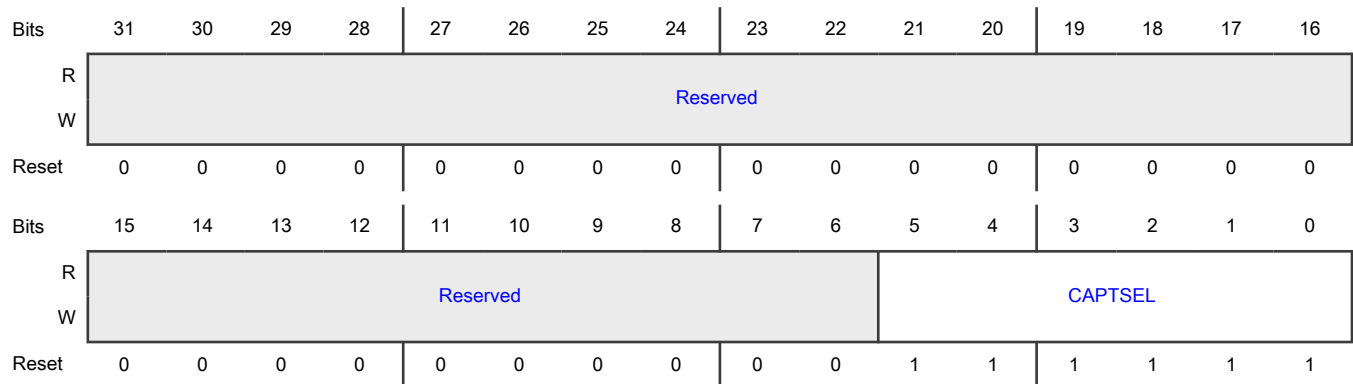 Bits 31 30 29 28 27 26 25 24 23 22 21 20 19 18 17 16
R
Reserved
W
Reset 0 0 0 0 0 0 0 0 0 0 0 0 0 0 0 0
Bits 15 14 13 12 11 10 9 8 7 6 5 4 3 2 1 0
R
Reserved CAPTSEL
W
Reset 0 0 0 0 0 0 0 0 0 0 1 1 1 1 1 1